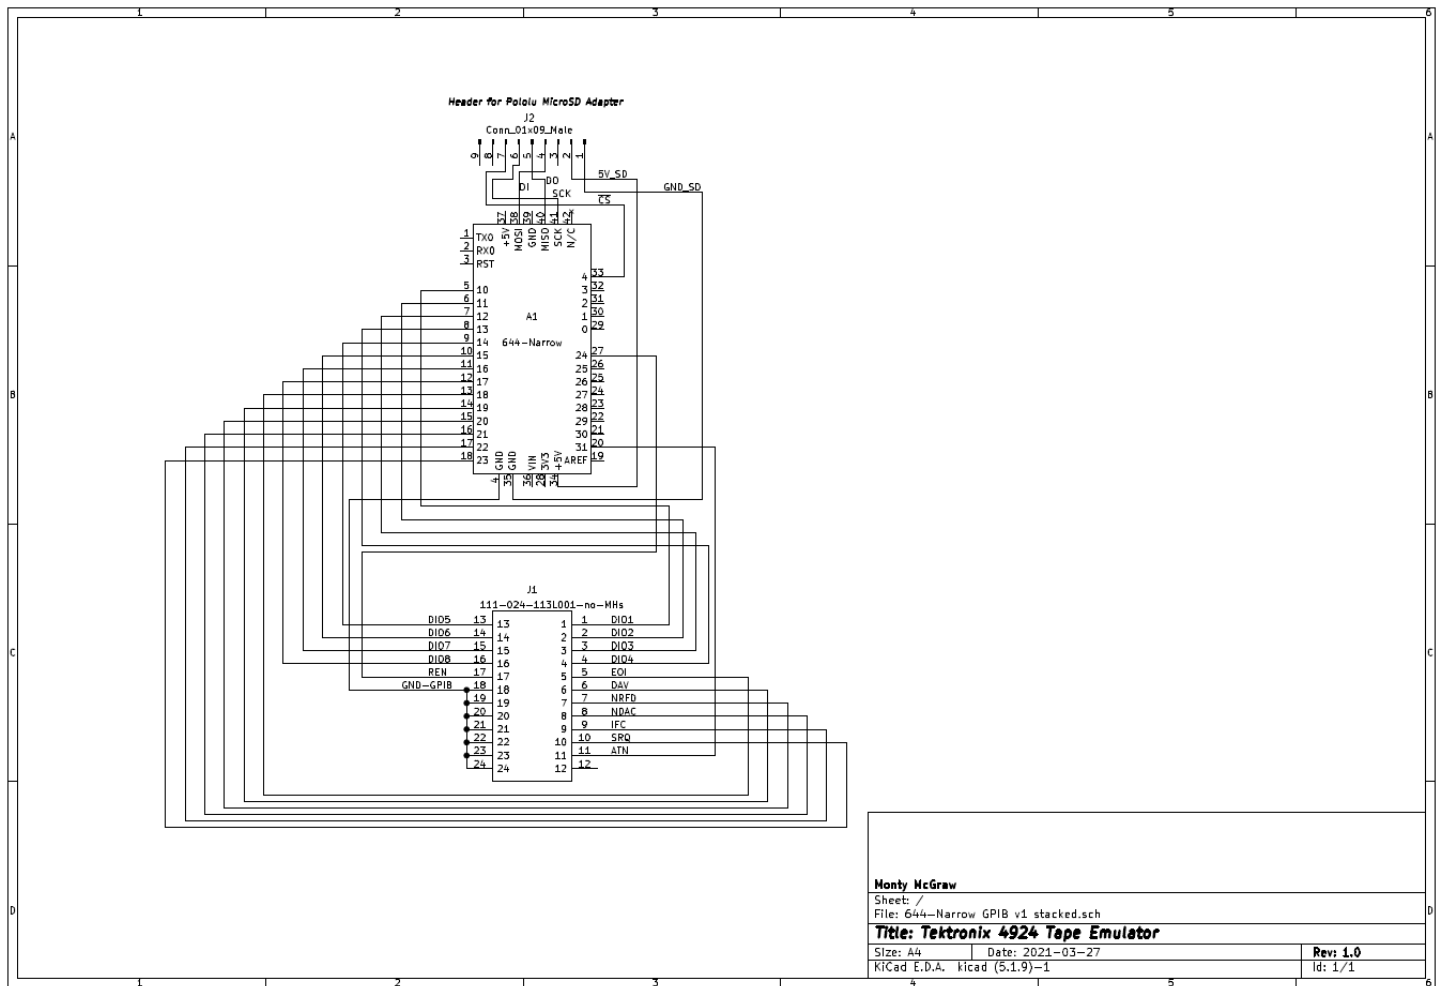 1 2 3 4 5 6
Header for Pololu MicroSD Adapter
J2
A A
Conn_01x09_Male
9 8 7 6 5 4 3 2 1
5V_SD
DI DO GND_SD
SCK
CS
37 38 39 40 41 42
+5V MOSI GND MISO SCK N/C
1 TX0
2 RX0
3 RST
4 33
5 10 3 32
6 11 2 31
7 12 A1 1 30
8 13 0 29
9 14 644-Narrow
10 15 24 27
11 16 25 26
12 17 26 25
B 13 18 27 24 B
14 19 28 23
15 20 29 22
16 21 30 21
17 22 31 20
18 23 AREF 19
GND GND VIN 3V3 +5V
4 35 36 28 34
J1
111-024-113L001-no-MHs
DIO5 13 13 1 1 DIO1
DIO6 14 14 2 2 DIO2
C DIO7 15 15 3 3 DIO3 C
DIO8 16 16 4 4 DIO4
REN 17 17 5 5 EOI
GND-GPIB 18 18 6 6 DAV
19 19 7 7 NRFD
20 20 8 8 NDAC
21 21 9 9 IFC
22 22 10 10 SRQ
23 23 11 11 ATN
24 24 12 12
Monty McGraw
Sheet: /
D File: 644-Narrow GPIB v1 stacked.sch D
Title: Tektronix 4924 Tape Emulator
Size: A4 Date: 2021-03-27 Rev: 1.0
KiCad E.D.A. kicad (5.1.9)-1 Id: 1/1
1 2 3 4 5 6